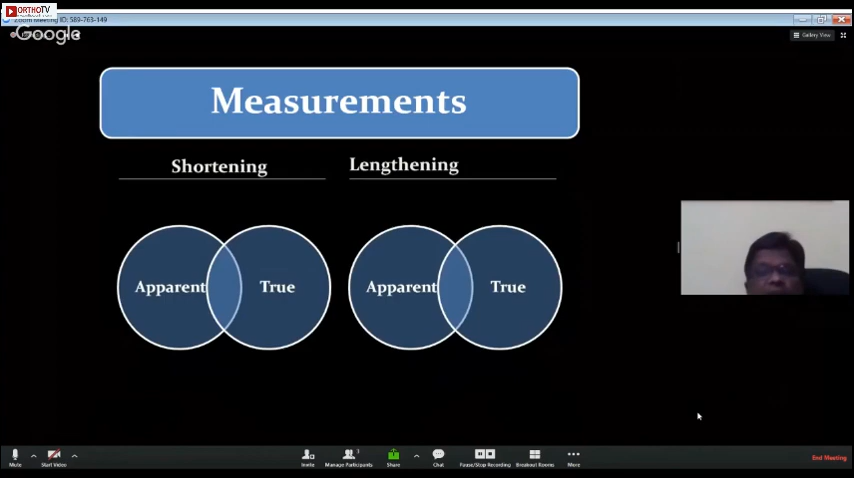 ORTHOTV
Zoom Meeting ID: 589-763-149
Google
Gallery View
Measurements
Shortening
Lengthening
Apparent
True
Apparent
True
Mute
Start Video
Invite
3
Manage Participants
Share
Chat
Pause/Stop Recording
Breakout Rooms
More
End Meeting